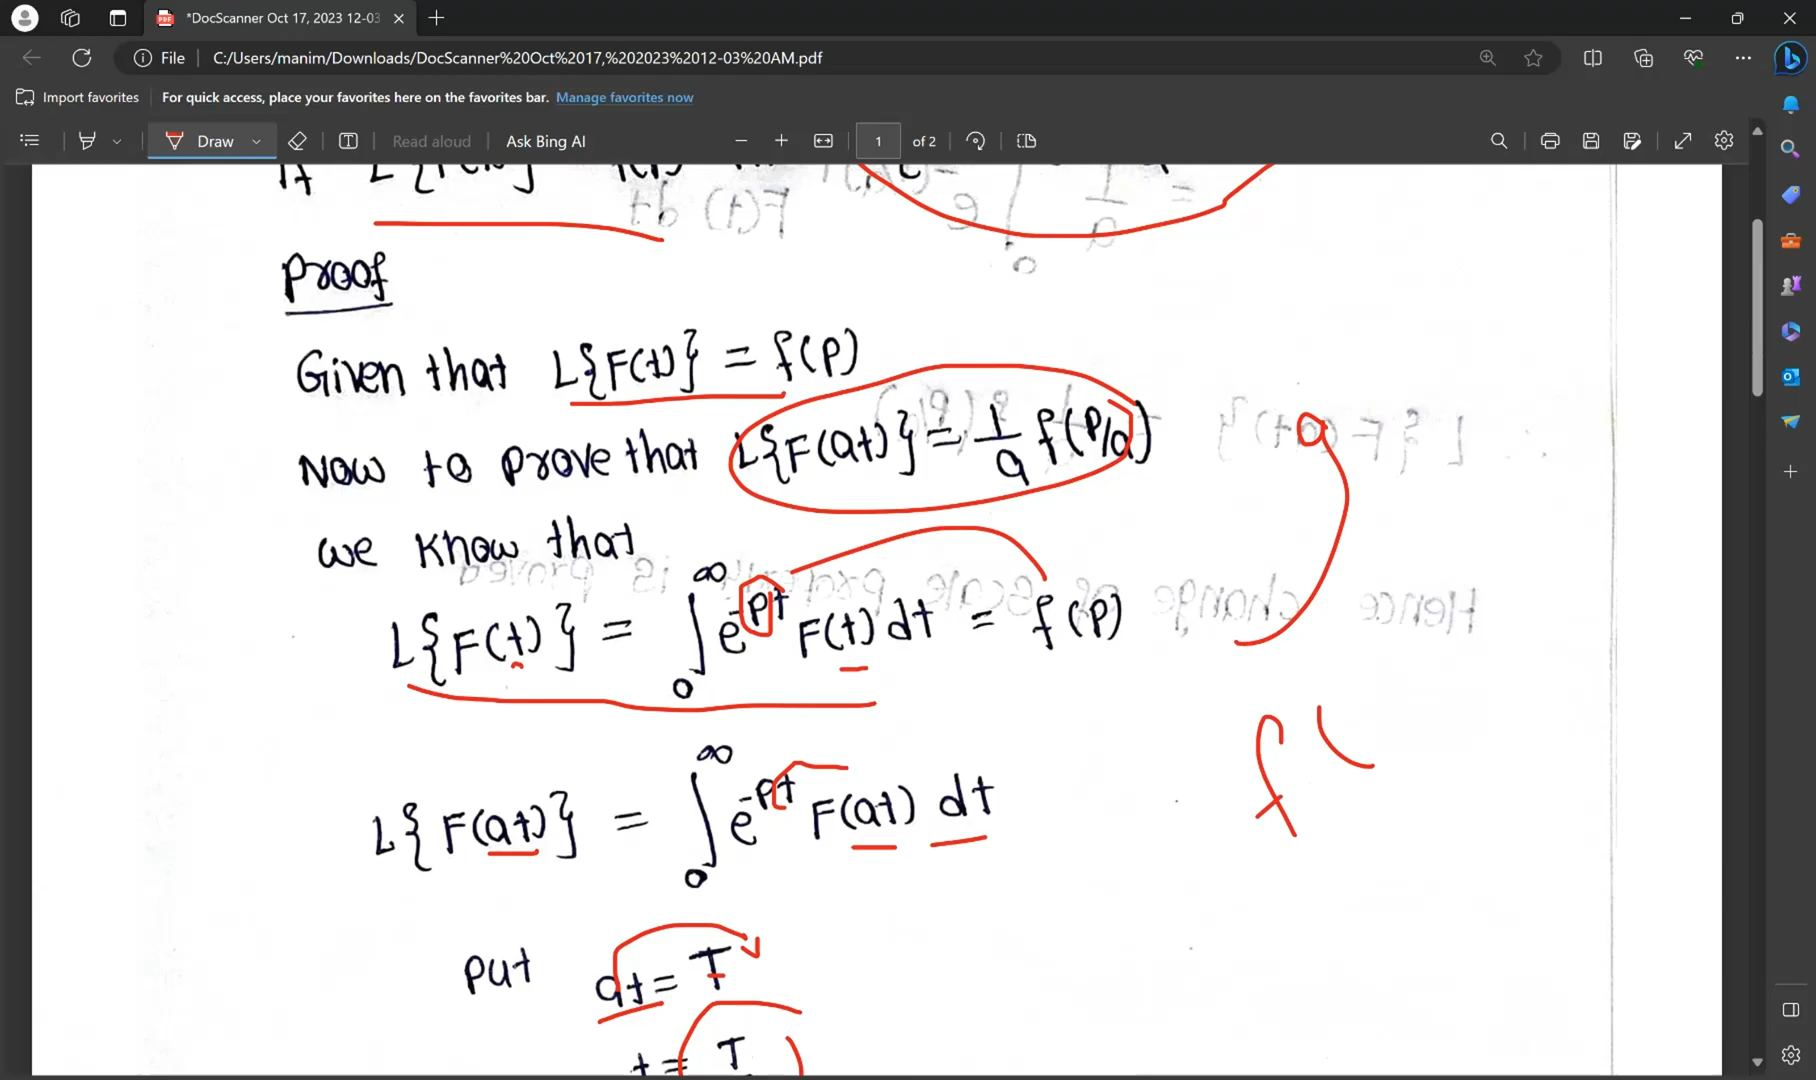 *DocScanner Oct 17, 2023 12-03
File C:/Users/manim/Downloads/DocScanner%20Oct%2017,%202023%2012-03%20AM.pdf
Import favorites For quick access, place your favorites here on the favorites bar. Manage favorites now
Draw Read aloud Ask Bing AI 1 of 2
Proof
Given that L{F(t)} = f(P)
Now to prove that L{F(at)} = 1/a f(P/a)
we know that
L{F(t)} = ∫₀^∞ e^-Pt F(t) dt = f(P)
f(
L{F(at)} = ∫₀^∞ e^-Pt F(at) dt
put at = T
t = T